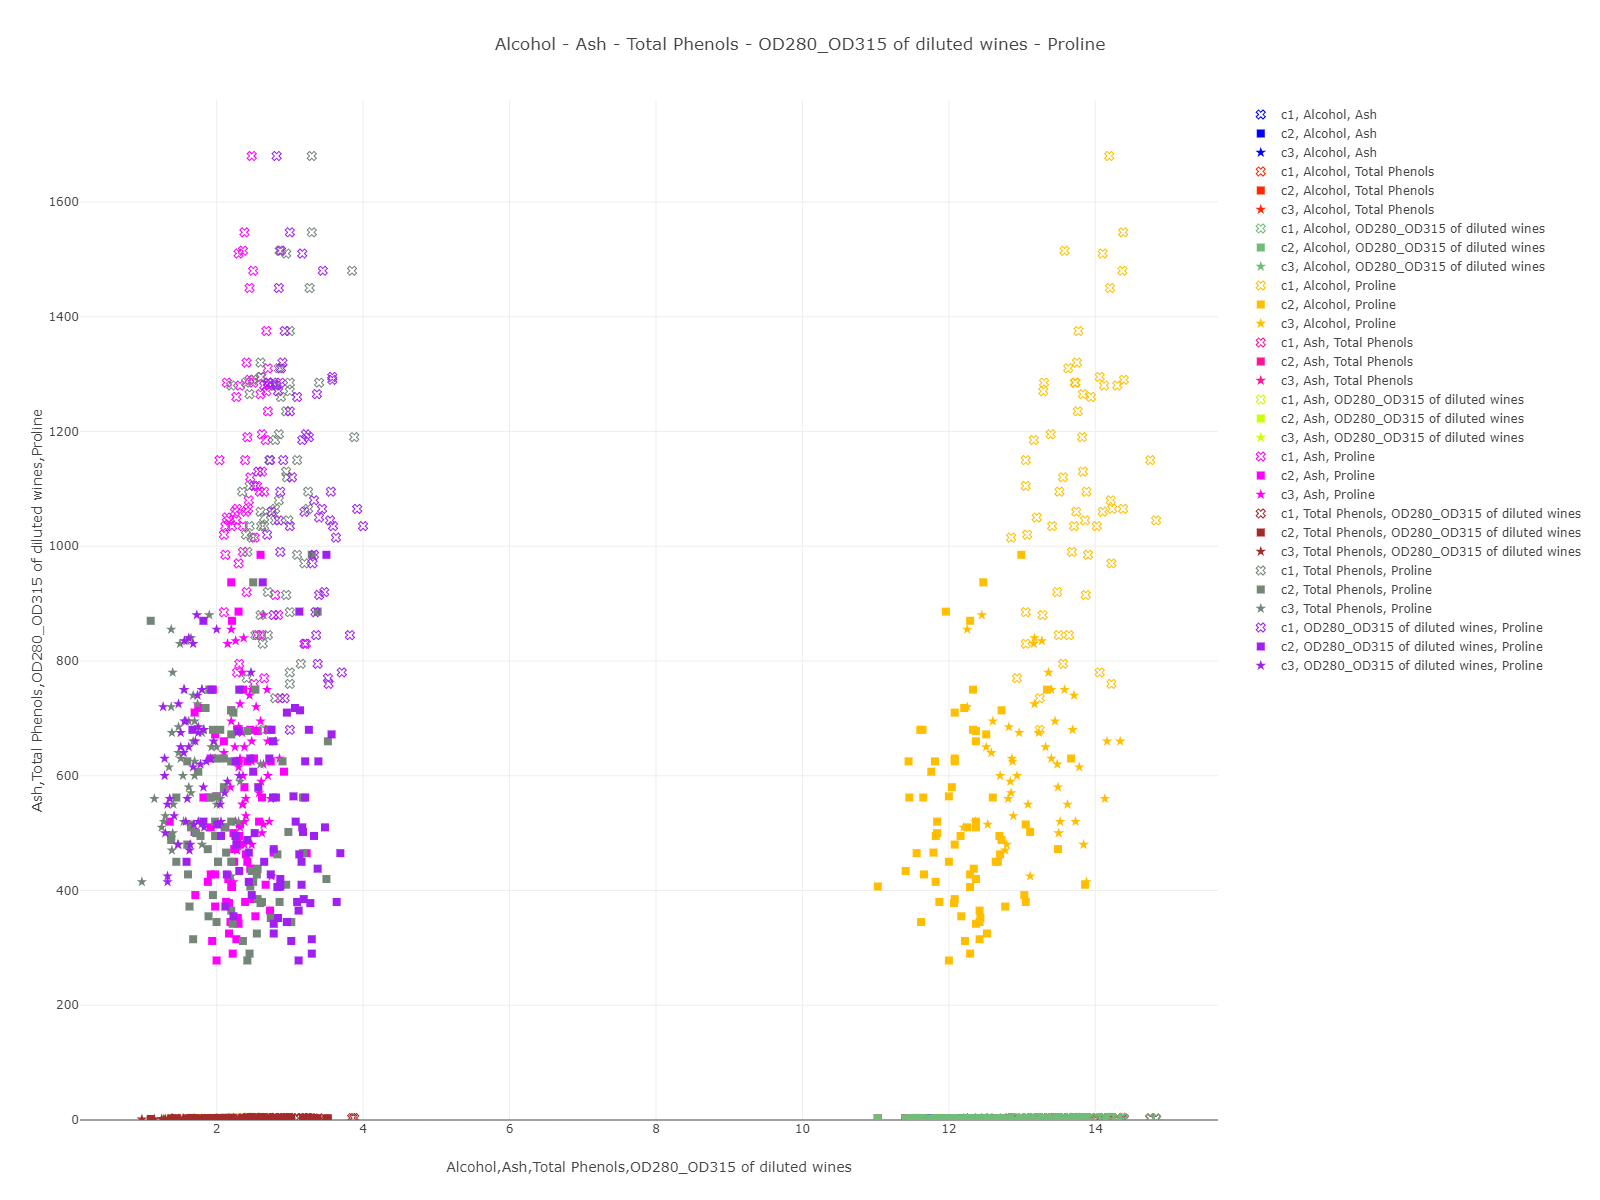 Alcohol - Ash - Total Phenols - OD280_OD315 of diluted wines - Proline
Ash,Total Phenols,OD280_OD315 of diluted wines,Proline
1600
1400
1200
1000
800
600
400
200
0
2
4
6
8
10
12
14
Alcohol,Ash,Total Phenols,OD280_OD315 of diluted wines
c1, Alcohol, Ash
c2, Alcohol, Ash
c3, Alcohol, Ash
c1, Alcohol, Total Phenols
c2, Alcohol, Total Phenols
c3, Alcohol, Total Phenols
c1, Alcohol, OD280_OD315 of diluted wines
c2, Alcohol, OD280_OD315 of diluted wines
c3, Alcohol, OD280_OD315 of diluted wines
c1, Alcohol, Proline
c2, Alcohol, Proline
c3, Alcohol, Proline
c1, Ash, Total Phenols
c2, Ash, Total Phenols
c3, Ash, Total Phenols
c1, Ash, OD280_OD315 of diluted wines
c2, Ash, OD280_OD315 of diluted wines
c3, Ash, OD280_OD315 of diluted wines
c1, Ash, Proline
c2, Ash, Proline
c3, Ash, Proline
c1, Total Phenols, OD280_OD315 of diluted wines
c2, Total Phenols, OD280_OD315 of diluted wines
c3, Total Phenols, OD280_OD315 of diluted wines
c1, Total Phenols, Proline
c2, Total Phenols, Proline
c3, Total Phenols, Proline
c1, OD280_OD315 of diluted wines, Proline
c2, OD280_OD315 of diluted wines, Proline
c3, OD280_OD315 of diluted wines, Proline